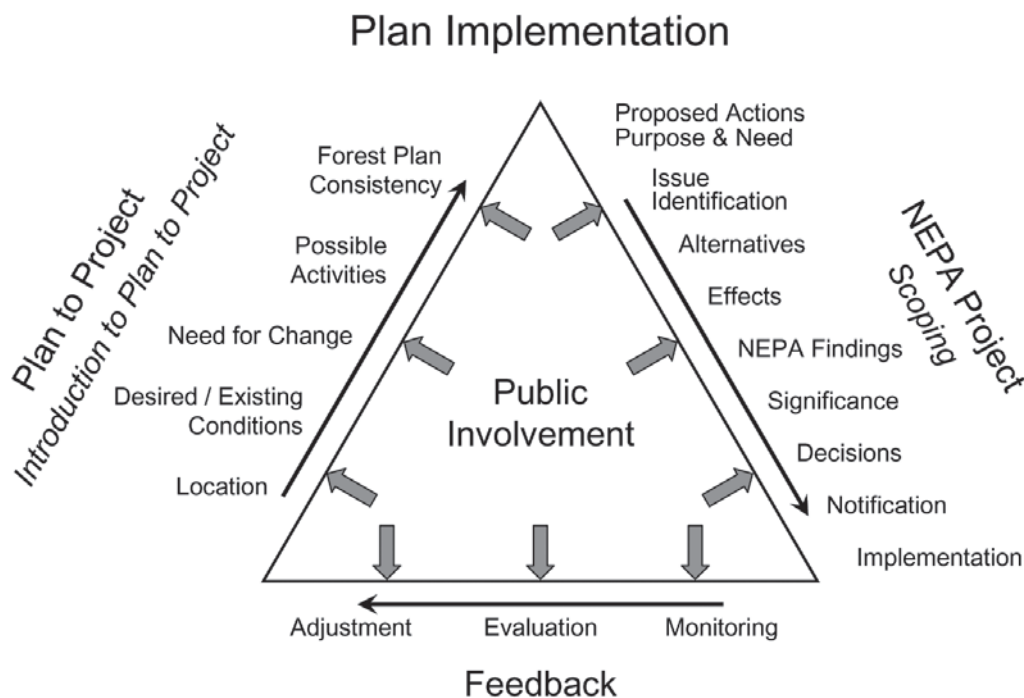 Plan Implementation
Plan to Project
Introduction to Plan to Project
Forest Plan
Consistency
Possible
Activities
Need for Change
Desired / Existing
Conditions
Location
Public
Involvement
Proposed Actions
Purpose & Need
Issue
Identification
Alternatives
Effects
NEPA Findings
Significance
Decisions
Notification
Implementation
NEPA Project
Scoping
Adjustment
Evaluation
Monitoring
Feedback